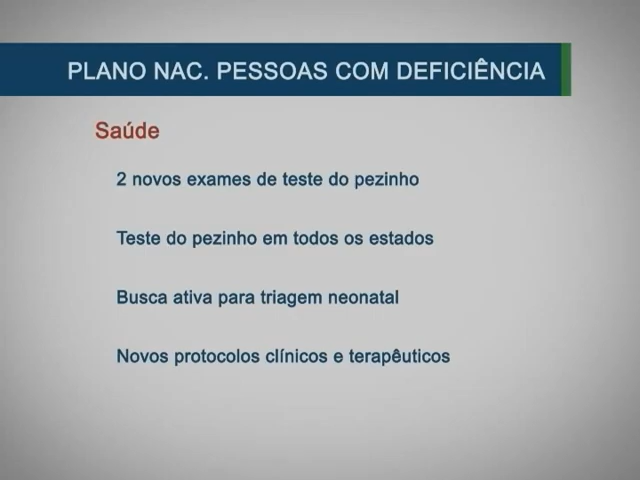 PLANO NAC. PESSOAS COM DEFICIÊNCIA
Saúde
2 novos exames de teste do pezinho
Teste do pezinho em todos os estados
Busca ativa para triagem neonatal
Novos protocolos clínicos e terapêuticos